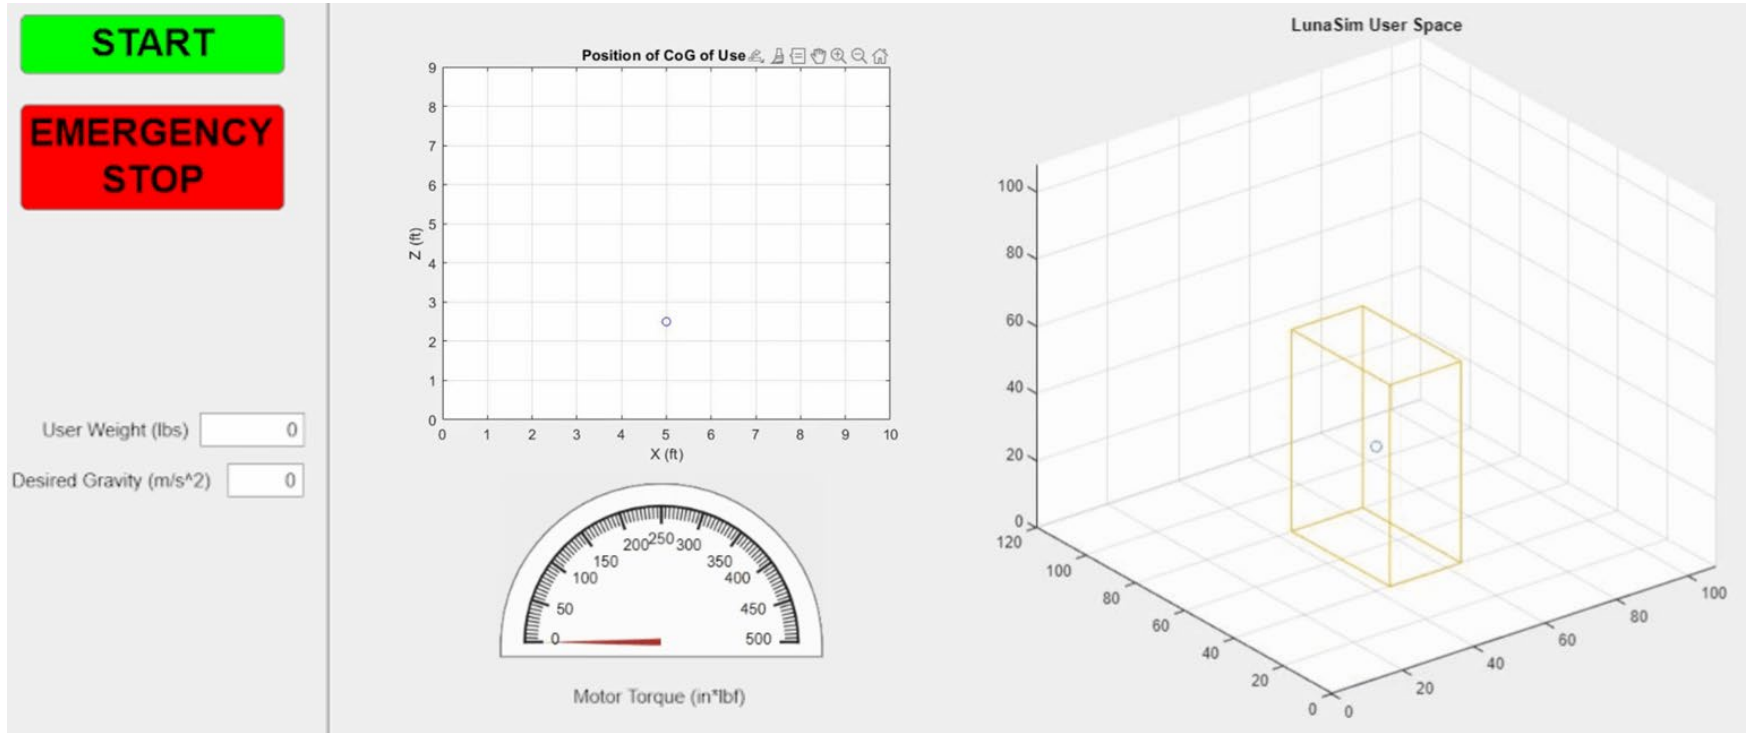 START
EMERGENCY
STOP
User Weight (lbs) 0
Desired Gravity (m/s^2) 0
Position of CoG of Use
9
8
7
6
5
4
3
2
1
0
Z (ft)
0 1 2 3 4 5 6 7 8 9 10
X (ft)
0 50 100 150 200 250 300 350 400 450 500
Motor Torque (in*lbf)
LunaSim User Space
100
80
60
40
20
0
120 100 80 60 40 20 0
0 20 40 60 80 100